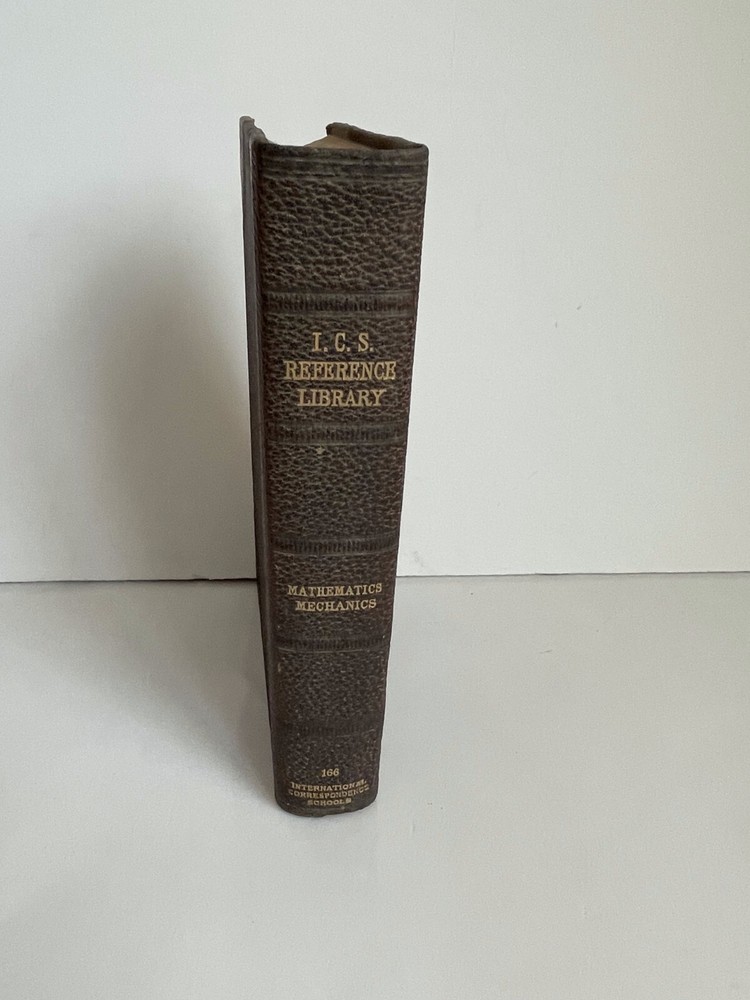 I. C. S.
REFERENCE
LIBRARY
MATHEMATICS
MECHANICS
166
INTERNATIONAL
CORRESPONDENCE
SCHOOLS